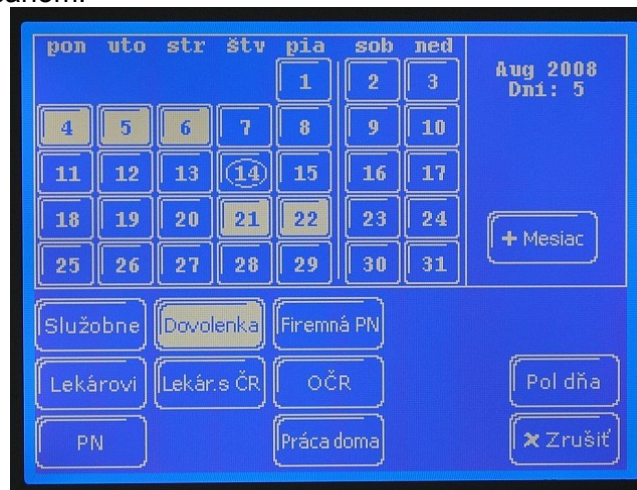 pon uto str štv pia sob ned
1 2 3
Aug 2008
Dni: 5
4 5 6 7 8 9 10
11 12 13 14 15 16 17
18 19 20 21 22 23 24
+ Mesiac
25 26 27 28 29 30 31
Služobne Dovolenka Firemná PN
Lekárovi Lekár.s ČR OČR Pol dňa
PN Práca doma × Zrušiť